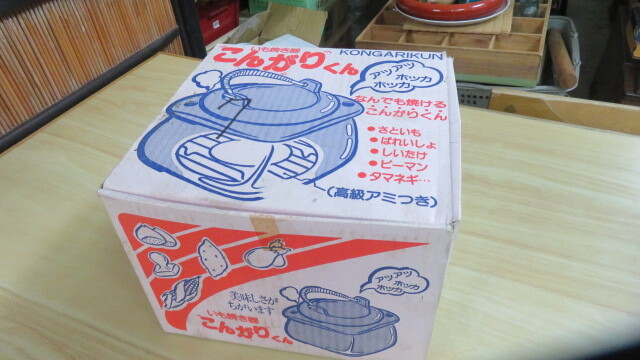 いも焼き器
こんがりくん
KONGARIKUN
アツアツ
ホッカ
ホッカ
なんでも焼ける
こんがりくん
●さといも
●ばれいしょ
●しいたけ
●ピーマン
●タマネギ…
(高級アミつき)
美味しさが
ちがいます
いも焼き器
こんがりくん
アツアツ
ホッカ
ホッカ